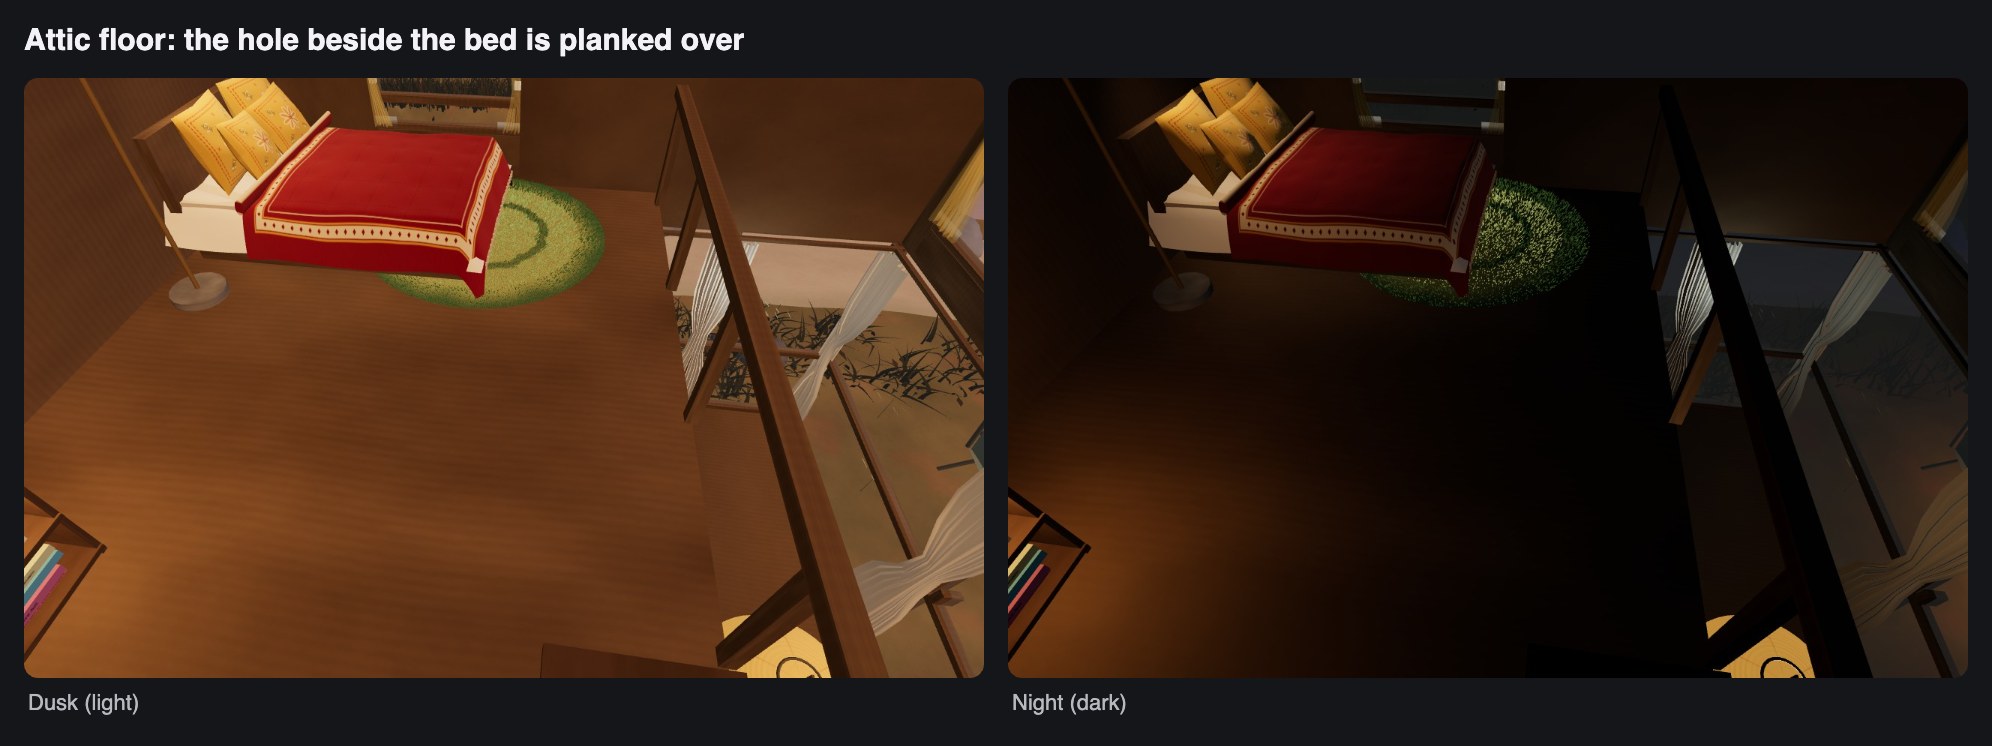 Attic floor: the hole beside the bed is planked over
Dusk (light)
Night (dark)